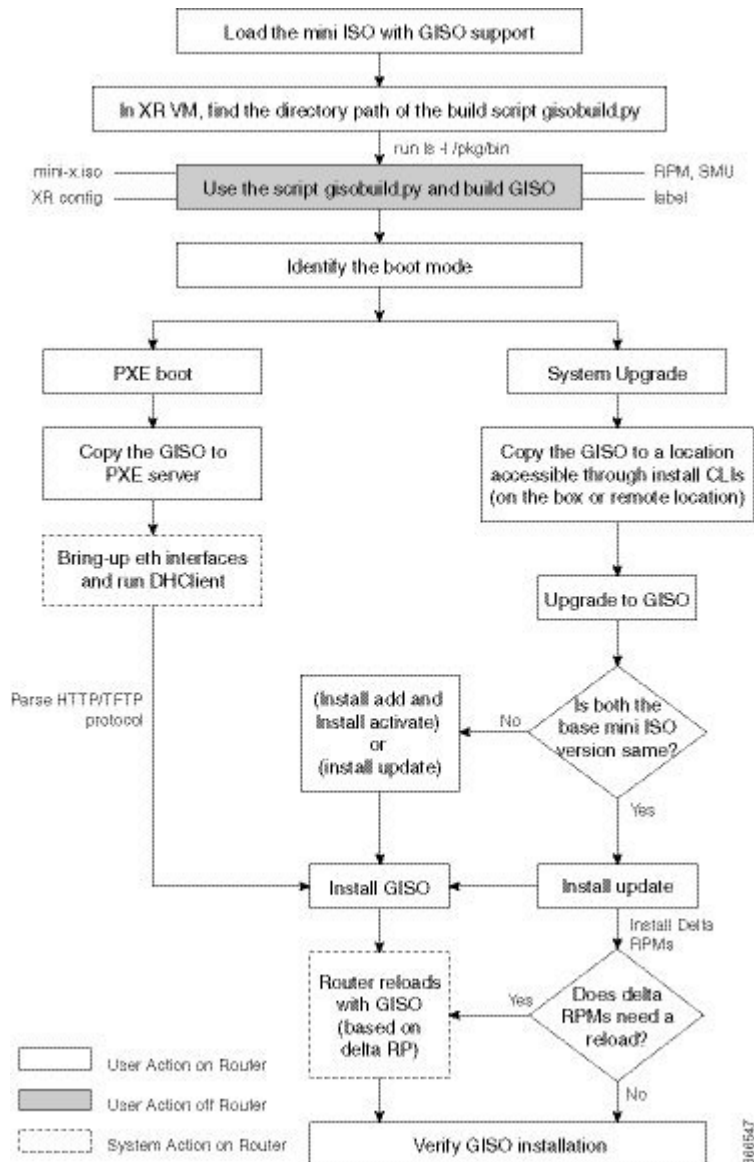 Load the mini ISO with GISO support
In XR VM, find the directory path of the build script gisobuild.py
run ls -l /pkg/bin
mini-x.iso
XR config
Use the script gisobuild.py and build GISO
RPM, SMU
label
Identify the boot mode
PXE boot
System Upgrade
Copy the GISO to
PXE server
Copy the GISO to a location
accessible through install CLIs
(on the box or remote location)
Bring-up eth interfaces
and run DHClient
Upgrade to GISO
Parse HTTP/TFTP
protocol
(Install add and
Install activate)
or
(install update)
No
Is both the
base mini ISO
version same?
Yes
Install GISO
Install update
Install Delta
RPMs
Router reloads
with GISO
(based on
delta RP)
Yes
Does delta
RPMs need a
reload?
No
User Action on Router
User Action off Router
System Action on Router
Verify GISO installation
366547